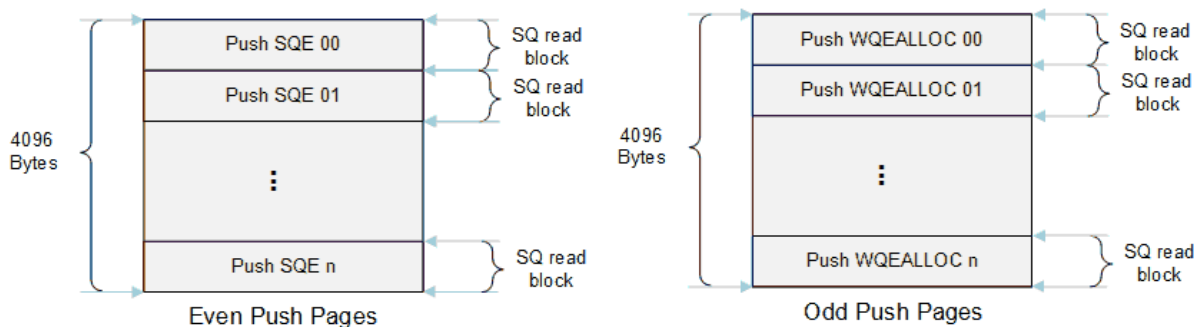 Push SQE 00
SQ read
block
Push SQE 01
SQ read
block
4096
Bytes
⋮
Push SQE n
SQ read
block
Even Push Pages
Push WQEALLOC 00
SQ read
block
Push WQEALLOC 01
SQ read
block
4096
Bytes
⋮
Push WQEALLOC n
SQ read
block
Odd Push Pages